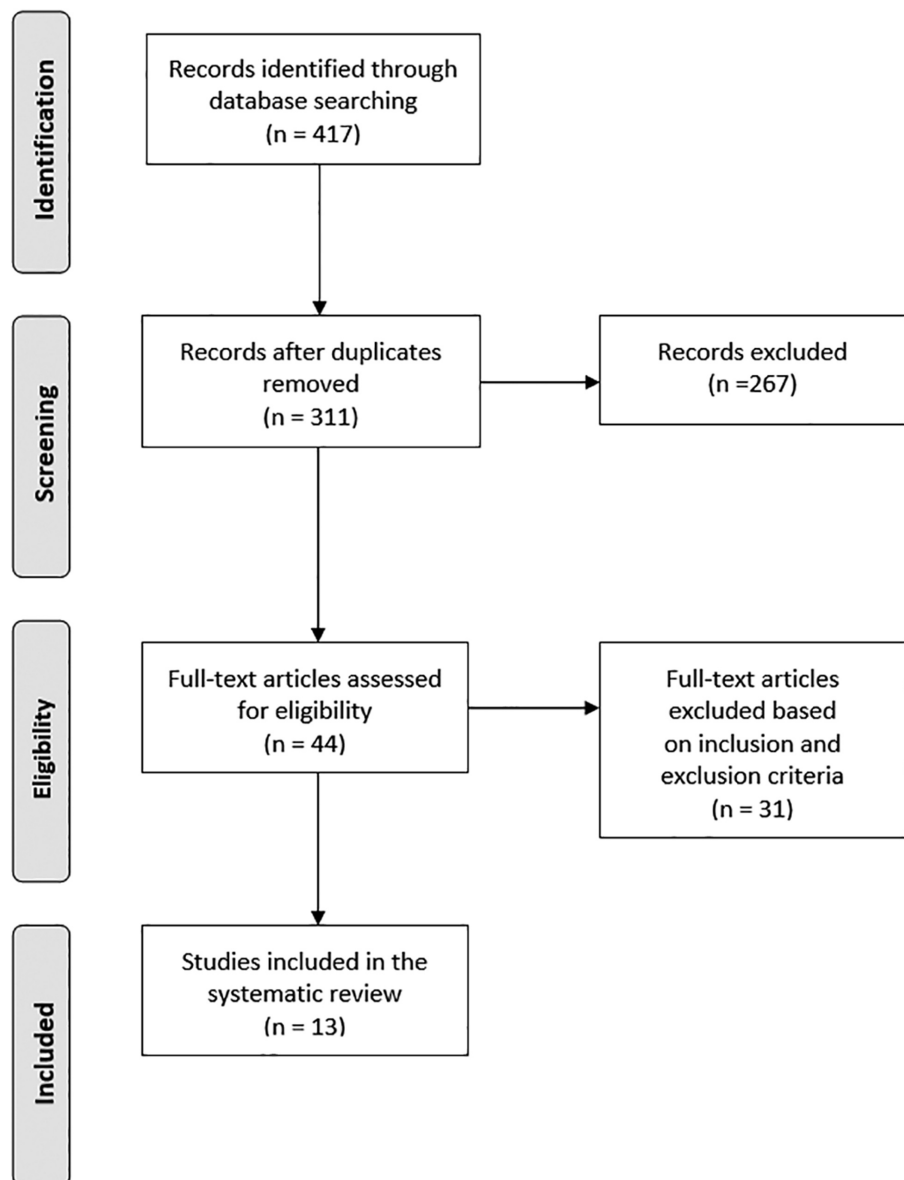 Identification
Records identified through
database searching
(n = 417)
Screening
Records after duplicates
removed
(n = 311)
Records excluded
(n =267)
Eligibility
Full-text articles assessed
for eligibility
(n = 44)
Full-text articles
excluded based
on inclusion and
exclusion criteria
(n = 31)
Included
Studies included in the
systematic review
(n = 13)